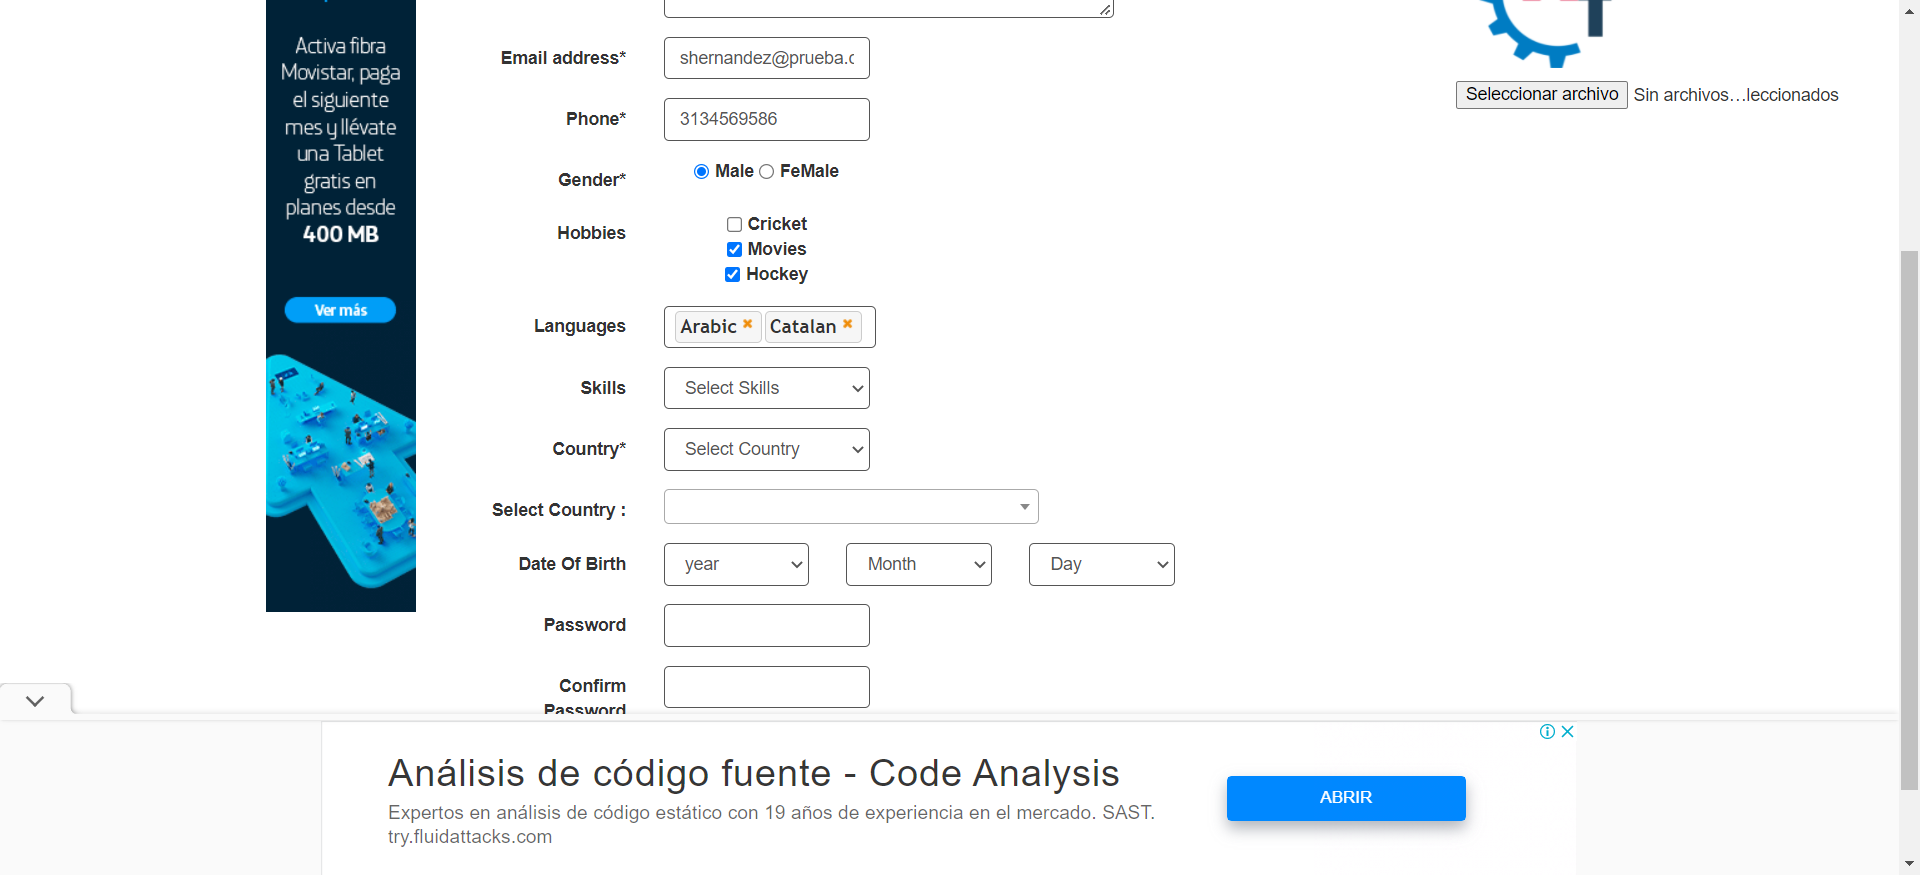 Activa fibra
Movistar, paga
el siguiente
mes y llévate
una Tablet
gratis en
planes desde
400 MB
Ver más
Email address*
shernandez@prueba.c
Phone*
3134569586
Gender*
Male FeMale
Hobbies
Cricket
Movies
Hockey
Languages
Arabic Catalan
Skills
Select Skills
Country*
Select Country
Select Country :
Date Of Birth
year Month Day
Password
Confirm
Password
Seleccionar archivo Sin archivos…leccionados
Análisis de código fuente - Code Analysis
Expertos en análisis de código estático con 19 años de experiencia en el mercado. SAST.
try.fluidattacks.com
ABRIR